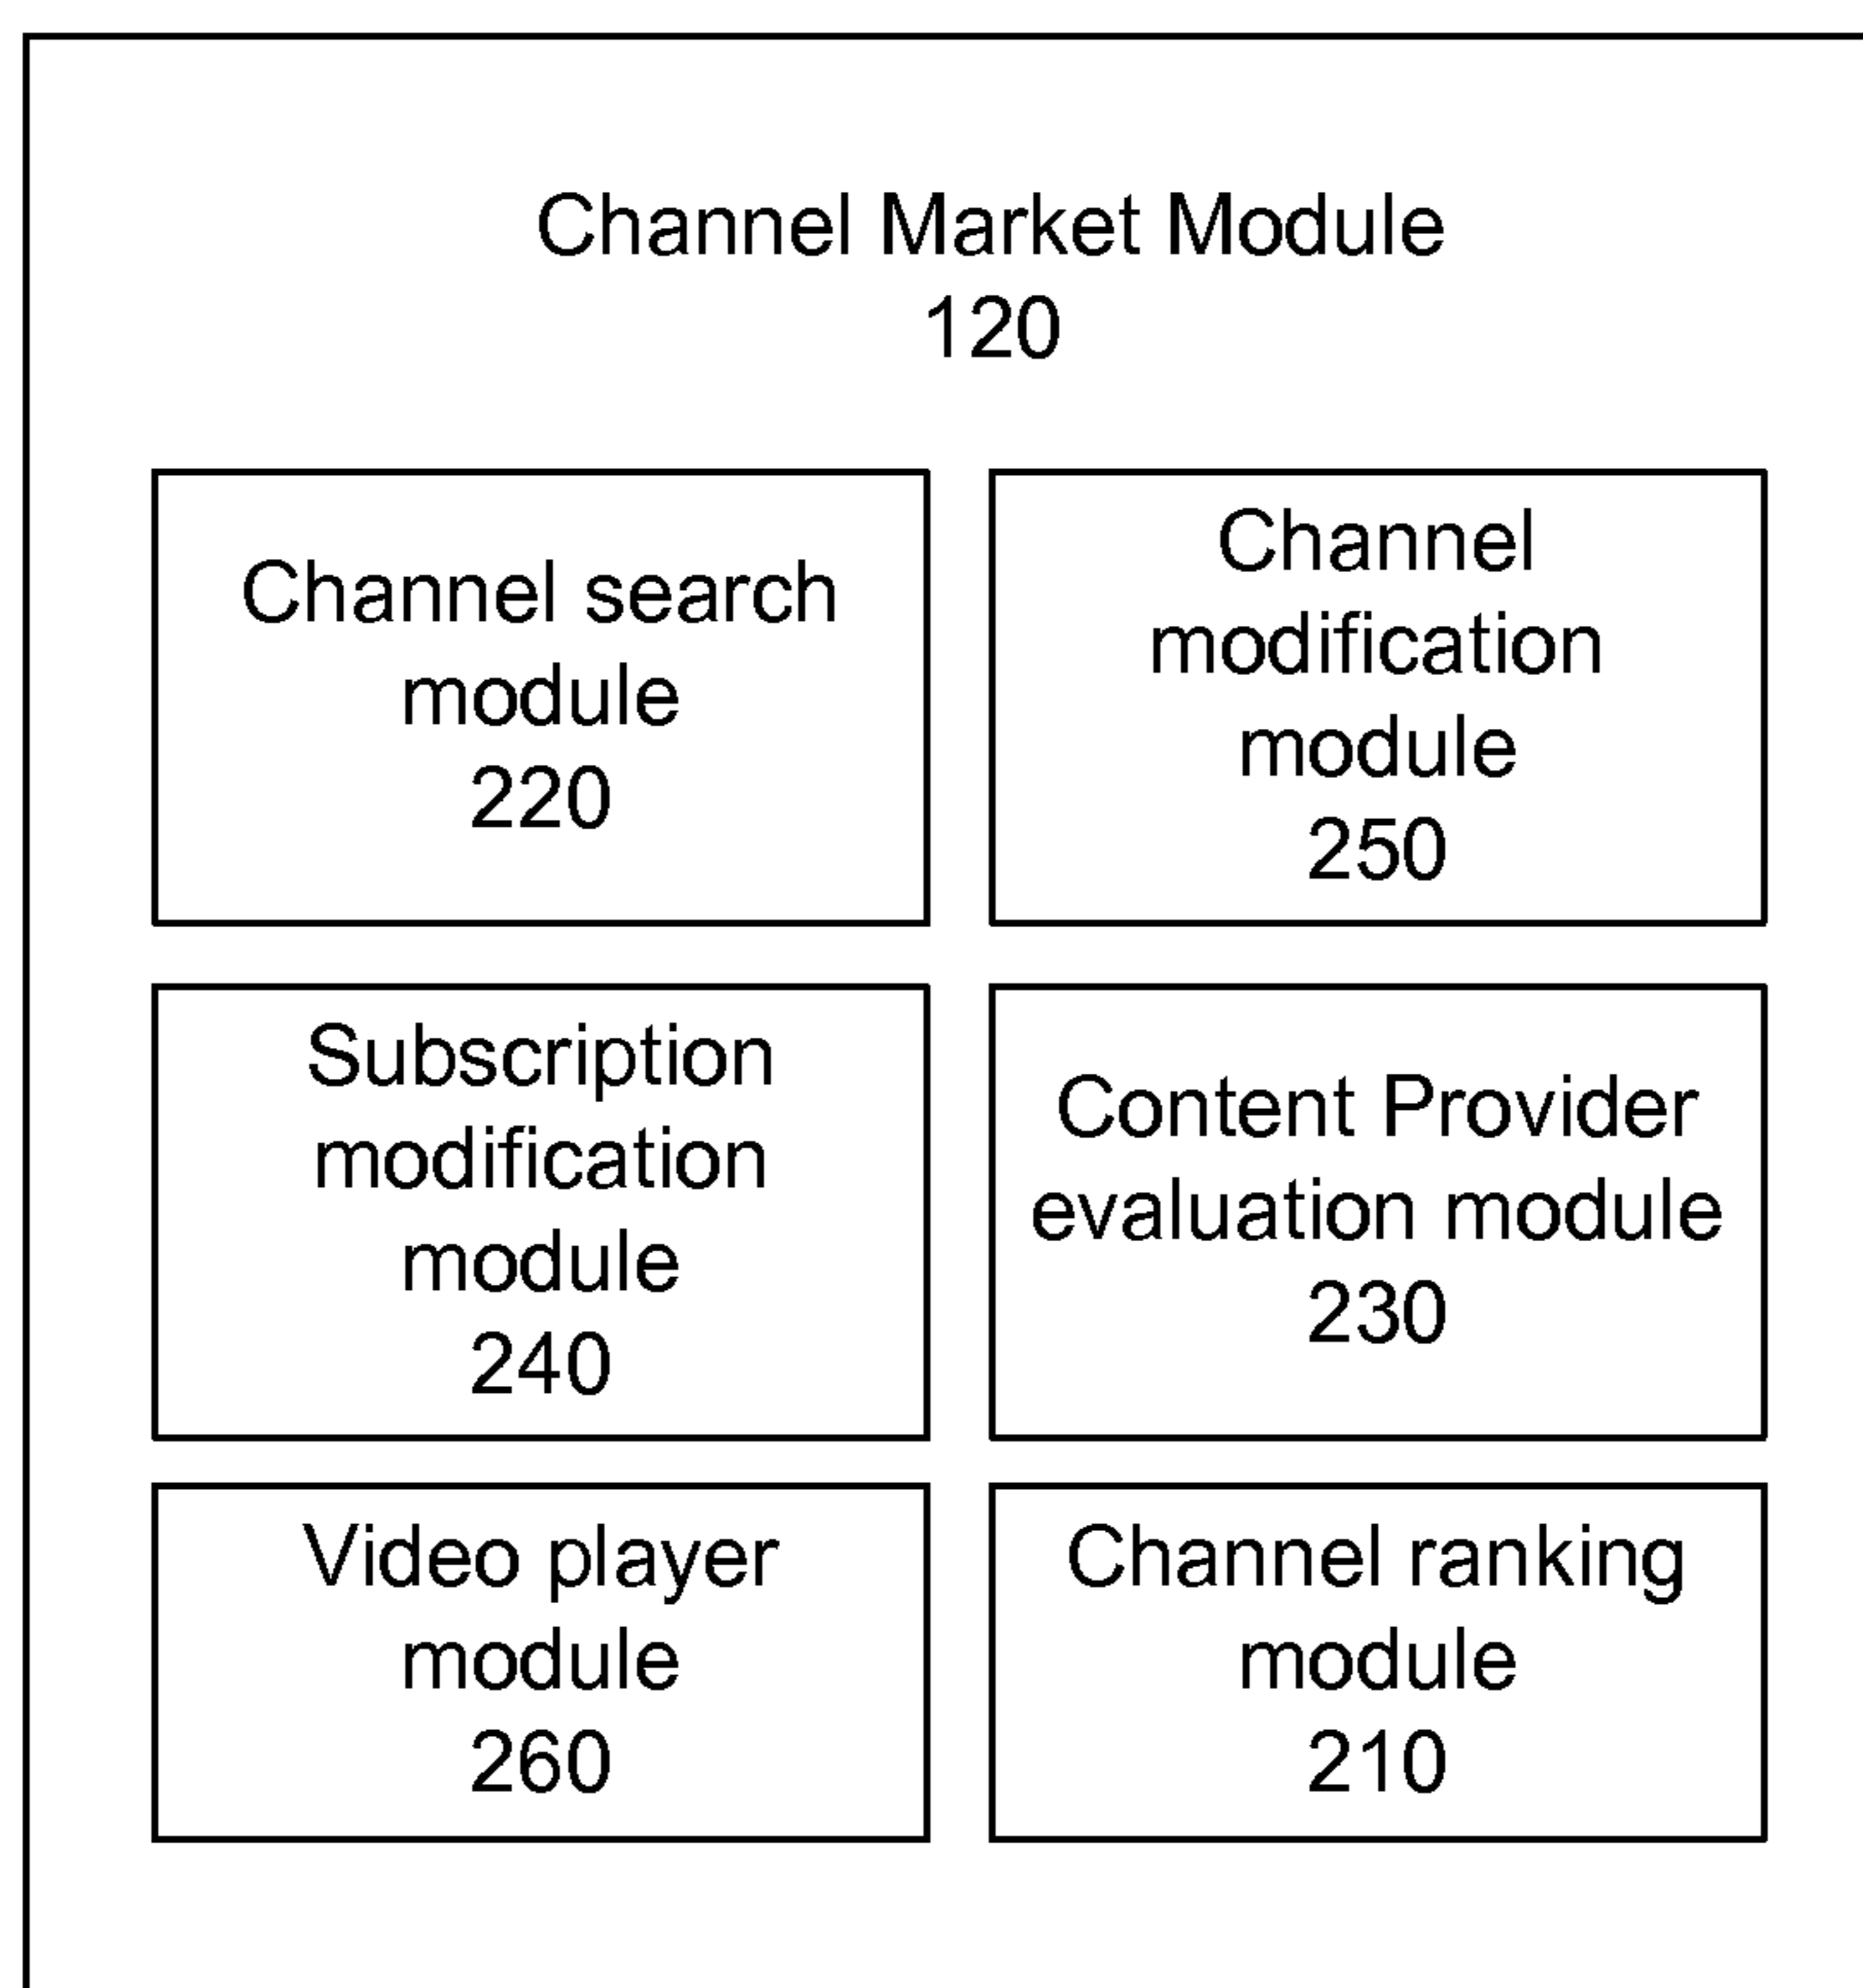 Channel Market Module
120
Channel search
module
220
Channel
modification
module
250
Subscription
modification
module
240
Content Provider
evaluation module
230
Video player
module
260
Channel ranking
module
210